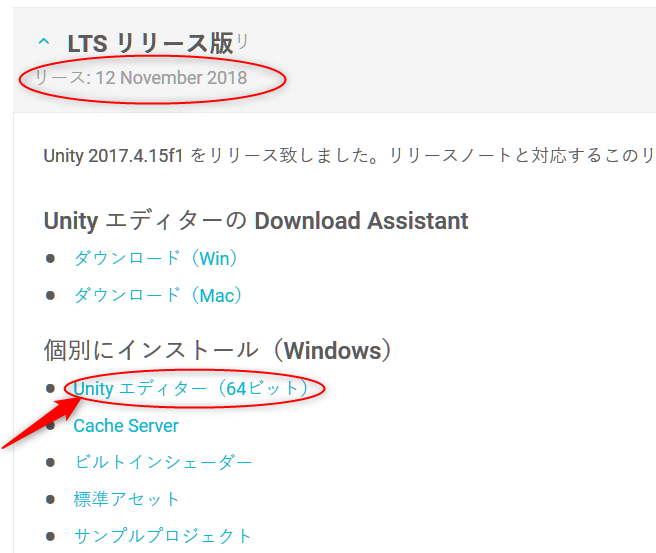 LTS リリース版リ
リース: 12 November 2018
Unity 2017.4.15f1 をリリース致しました。リリースノートと対応するこのリ
Unity エディターの Download Assistant
ダウンロード（Win）
ダウンロード（Mac）
個別にインストール（Windows）
Unity エディター（64ビット）
Cache Server
ビルトインシェーダー
標準アセット
サンプルプロジェクト